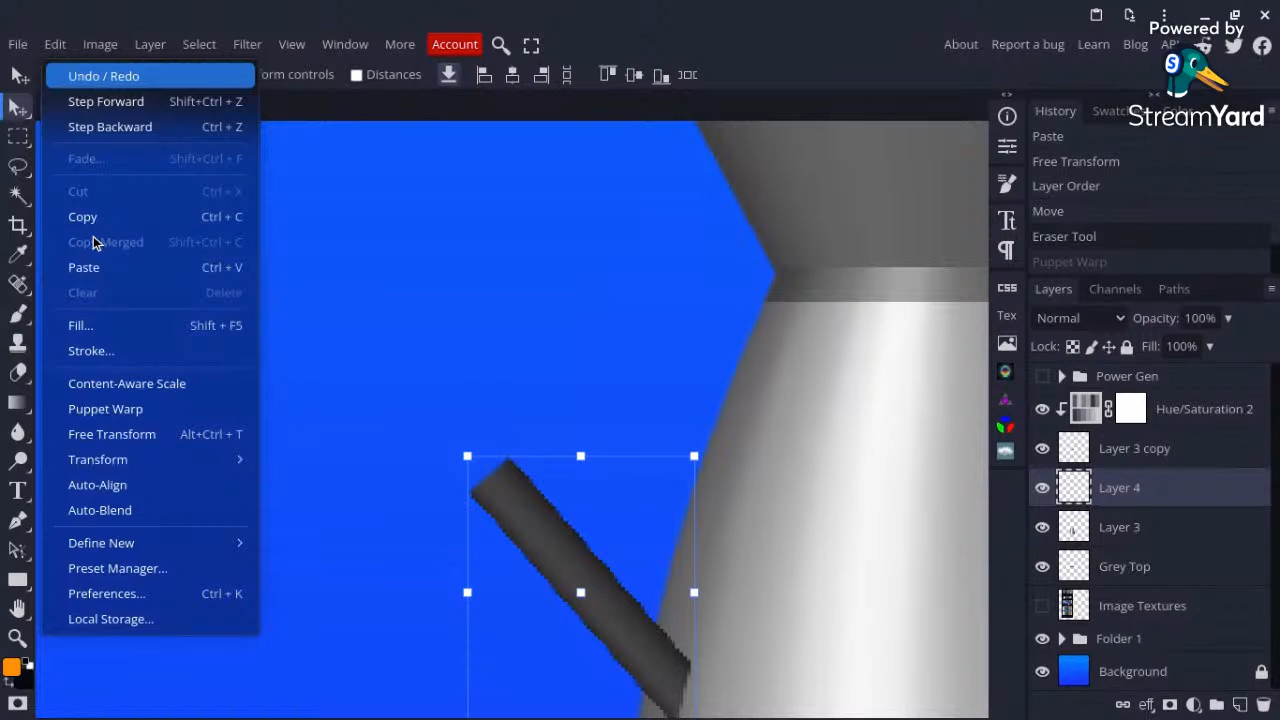 Powered by
StreamYard
File Edit Image Layer Select Filter View Window More Account About Report a bug Learn Blog
orm controls Distances
Undo / Redo
Step Forward Shift+Ctrl + Z
Step Backward Ctrl + Z
Fade... Shift+Ctrl + F
Cut Ctrl + X
Copy Ctrl + C
Copy Merged Shift+Ctrl + C
Paste Ctrl + V
Clear Delete
Fill... Shift + F5
Stroke...
Content-Aware Scale
Puppet Warp
Free Transform Alt+Ctrl + T
Transform
Auto-Align
Auto-Blend
Define New
Preset Manager...
Preferences... Ctrl + K
Local Storage...
History Swatches Color
Paste
Free Transform
Layer Order
Move
Eraser Tool
Puppet Warp
CSS
Tex
Layers Channels Paths
Normal Opacity: 100%
Lock: Fill: 100%
Power Gen
Hue/Saturation 2
Layer 3 copy
Layer 4
Layer 3
Grey Top
Image Textures
Folder 1
Background
eff